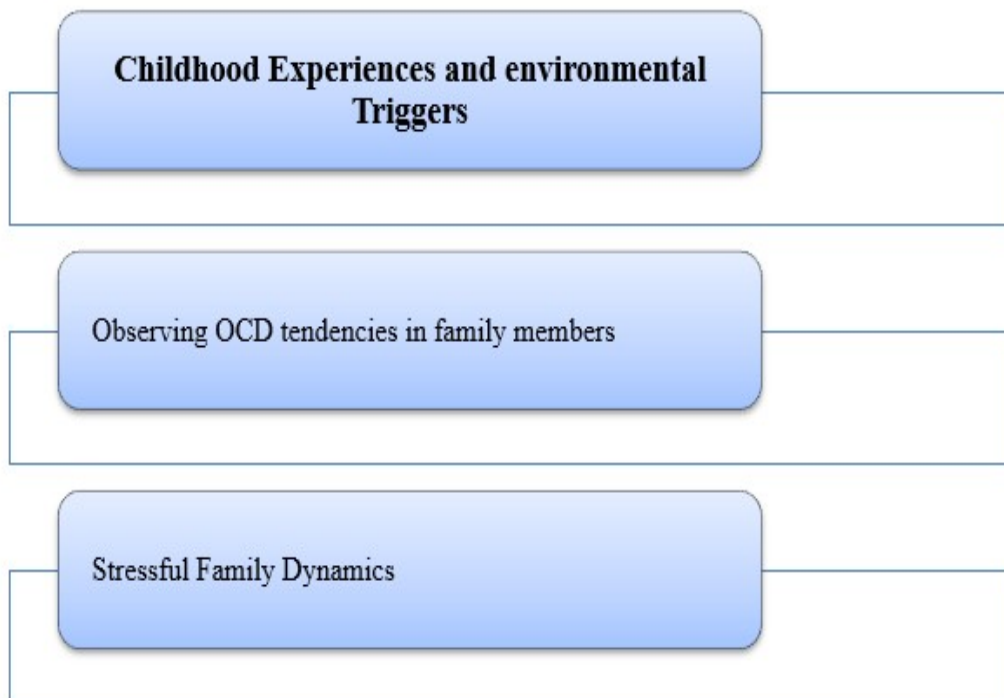 Childhood Experiences and environmental
Triggers
Observing OCD tendencies in family members
Stressful Family Dynamics